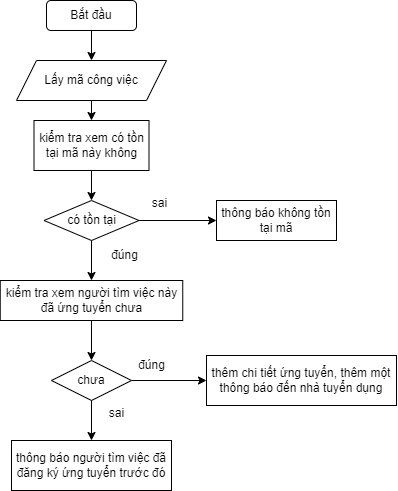 Bắt đầu
Lấy mã công việc
kiểm tra xem có tồn
tại mã này không
có tồn tại
sai
thông báo không tồn
tại mã
đúng
kiểm tra xem người tìm việc này
đã ứng tuyển chưa
chưa
đúng
thêm chi tiết ứng tuyển, thêm một
thông báo đến nhà tuyển dụng
sai
thông báo người tìm việc đã
đăng ký ứng tuyển trước đó